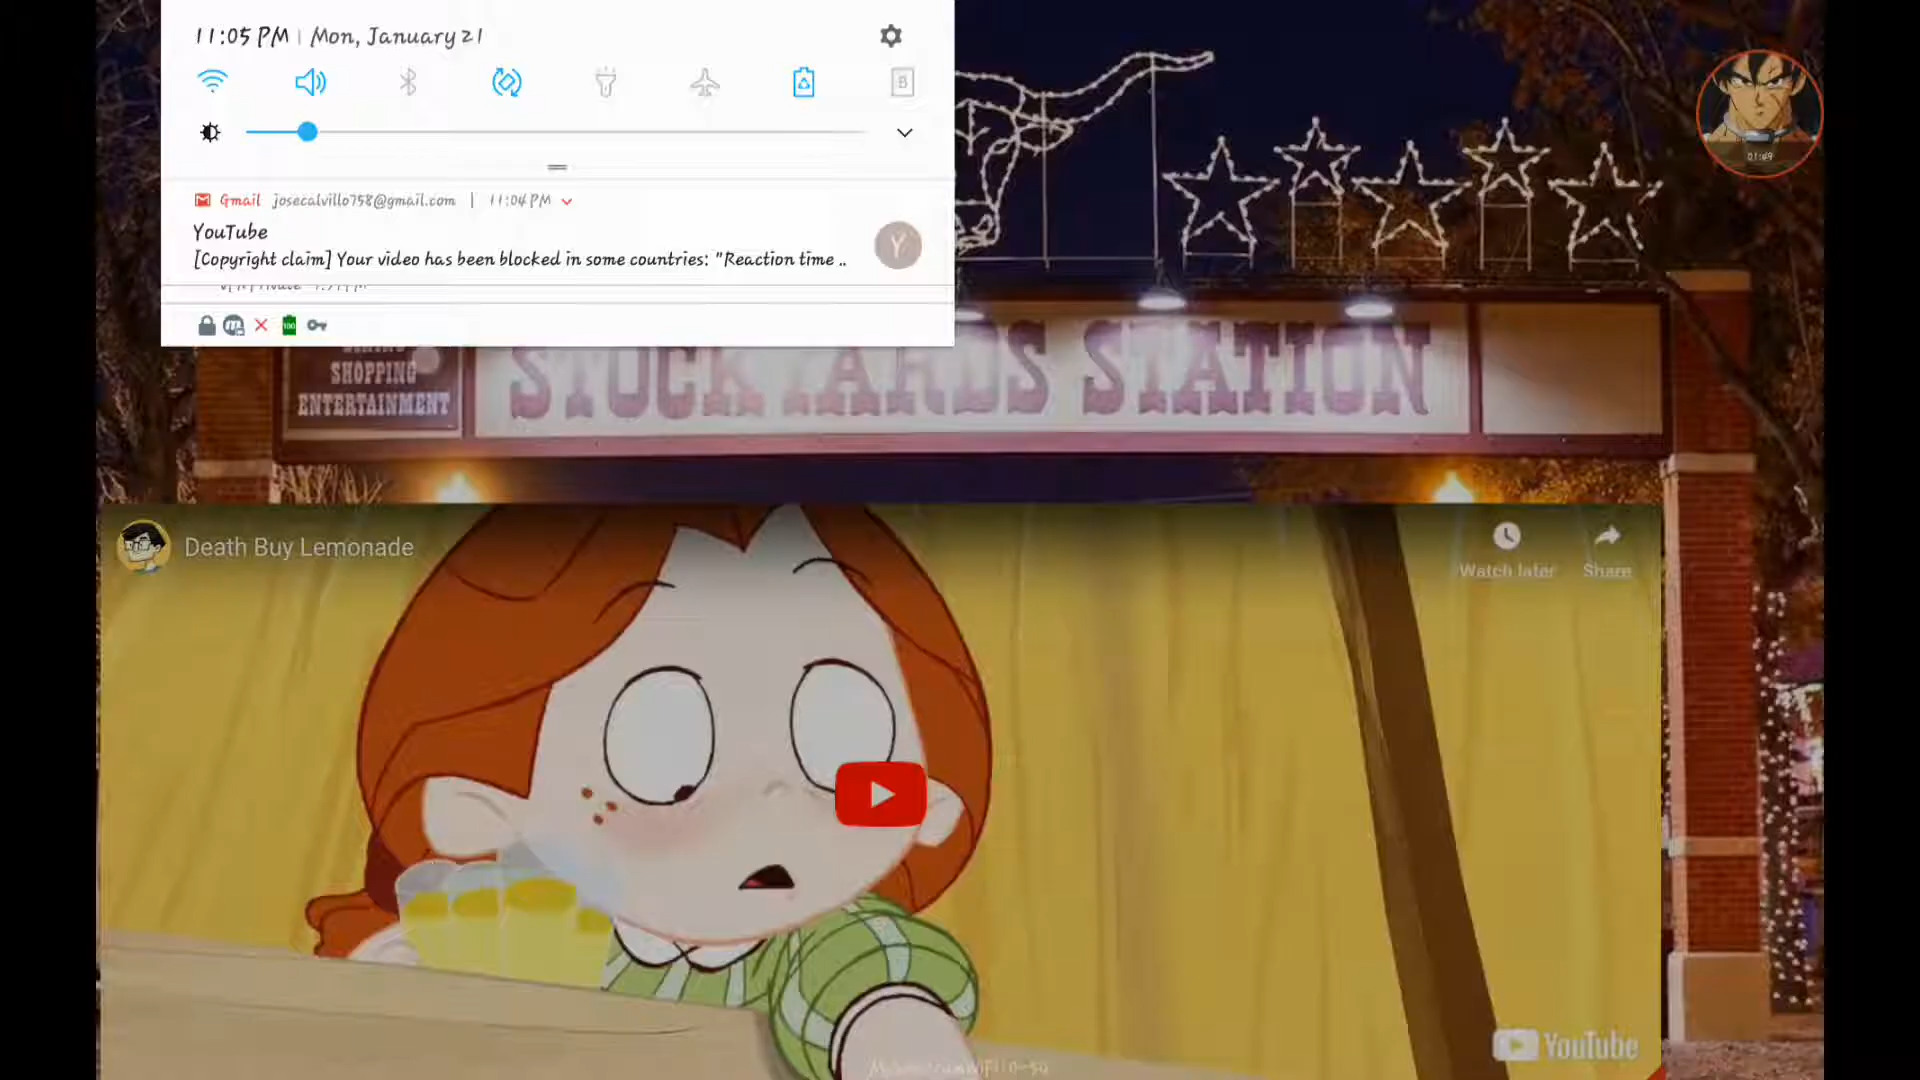 11:05 PM | Mon, January 21
B
01:49
Gmail josecalvillo758@gmail.com | 11:04 PM
YouTube
Y
[Copyright claim] Your video has been blocked in some countries: "Reaction time ..
100
SHOPPING
ENTERTAINMENT
STOCKYARDS STATION
Death Buy Lemonade
Watch later
Share
YouTube